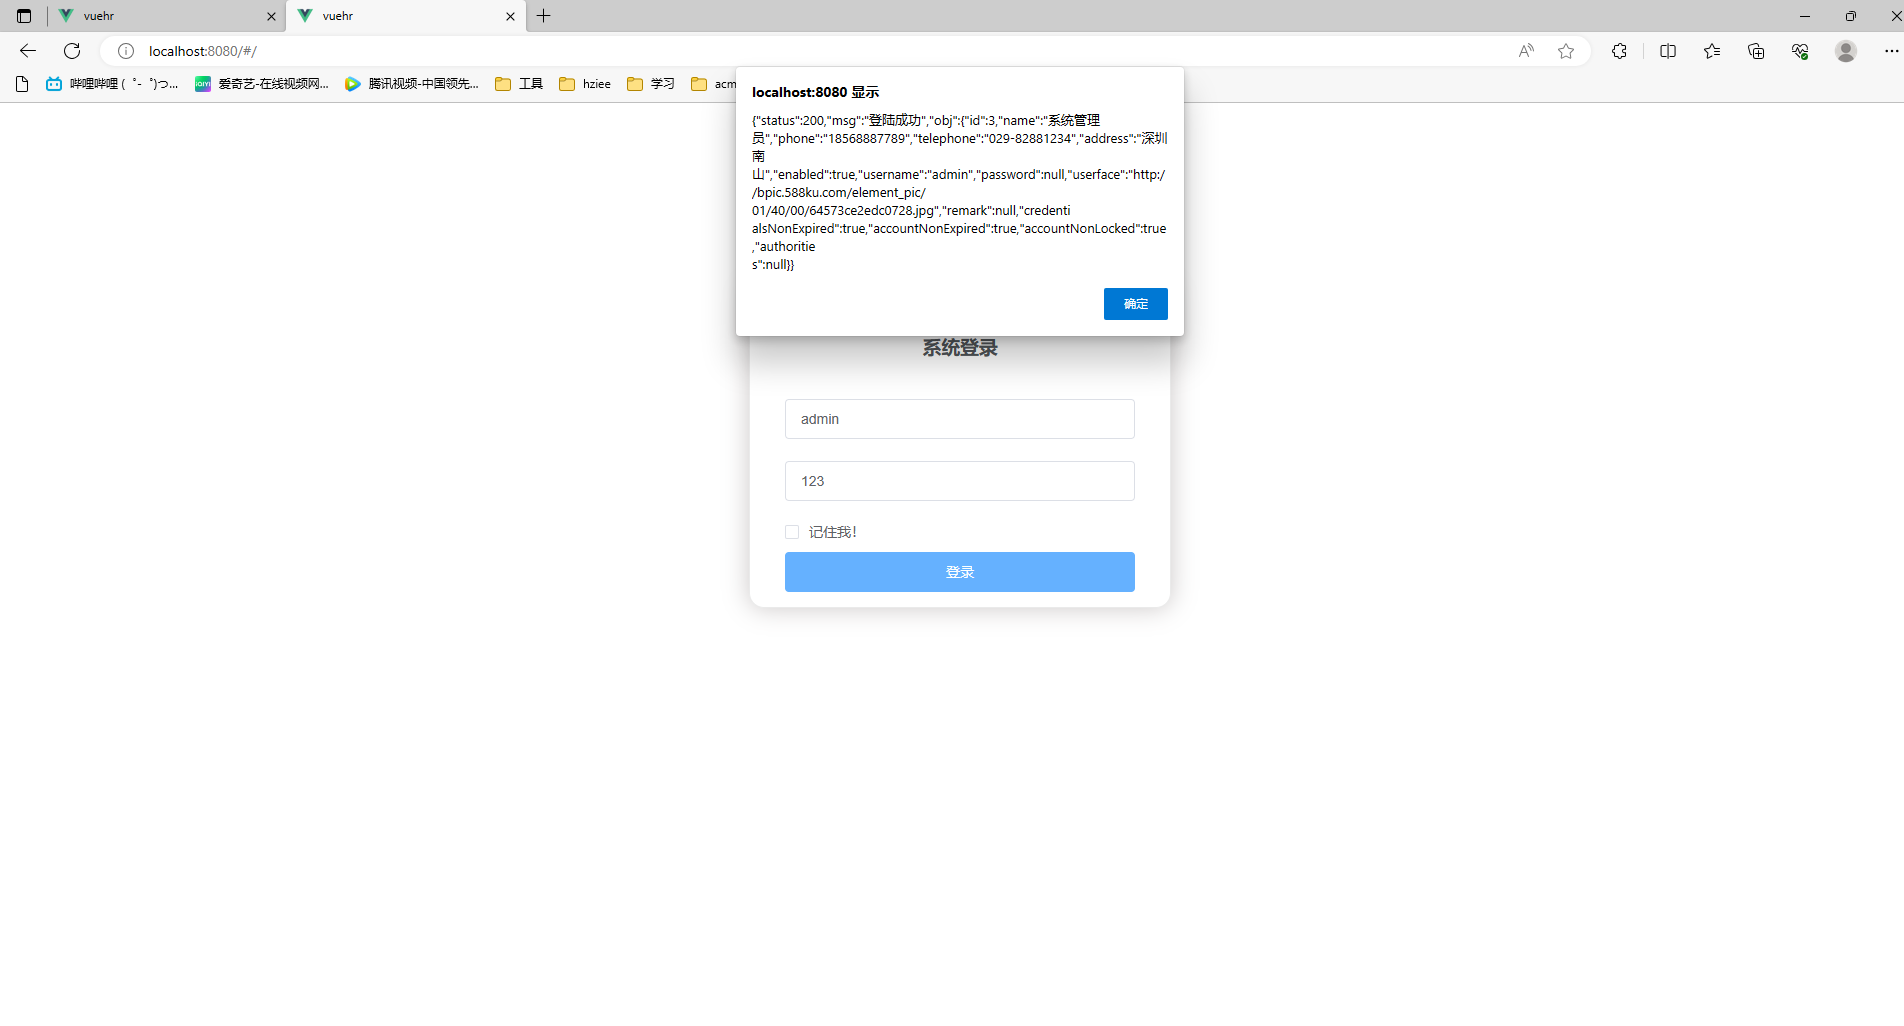 vuehr
vuehr
localhost:8080/#/
哔哩哔哩 (゜-゜)つ...
爱奇艺-在线视频网...
腾讯视频-中国领先...
工具
hziee
学习
acm
localhost:8080 显示
{"status":200,"msg":"登陆成功","obj":{"id":3,"name":"系统管理
员","phone":"18568887789","telephone":"029-82881234","address":"深圳
南
山","enabled":true,"username":"admin","password":null,"userface":"http:/
/bpic.588ku.com/element_pic/
01/40/00/64573ce2edc0728.jpg","remark":null,"credenti
alsNonExpired":true,"accountNonExpired":true,"accountNonLocked":true
,"authoritie
s":null}}
确定
系统登录
admin
123
记住我!
登录